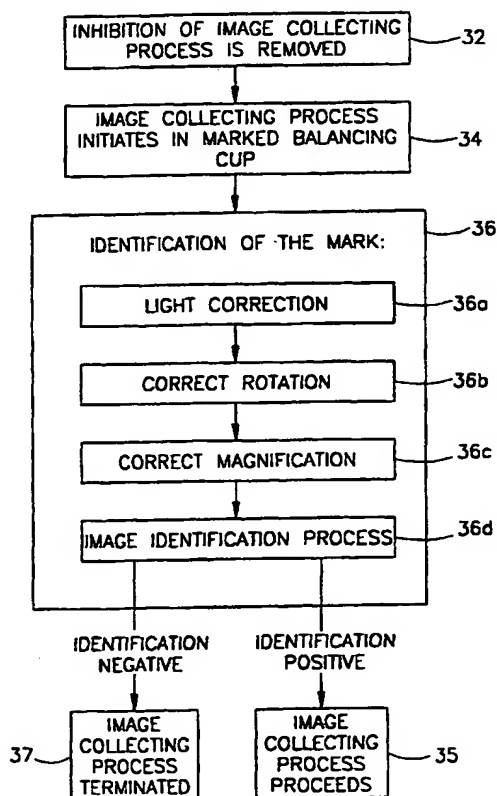 INHIBITION OF IMAGE COLLECTING
PROCESS IS REMOVED
32
IMAGE COLLECTING PROCESS
INITIATES IN MARKED BALANCING
CUP
34
36
IDENTIFICATION OF THE MARK:
LIGHT CORRECTION
36a
CORRECT ROTATION
36b
CORRECT MAGNIFICATION
36c
IMAGE IDENTIFICATION PROCESS
36d
IDENTIFICATION
NEGATIVE
IDENTIFICATION
POSITIVE
37
IMAGE
COLLECTING
PROCESS
TERMINATED
IMAGE
COLLECTING
PROCESS
PROCEEDS
35